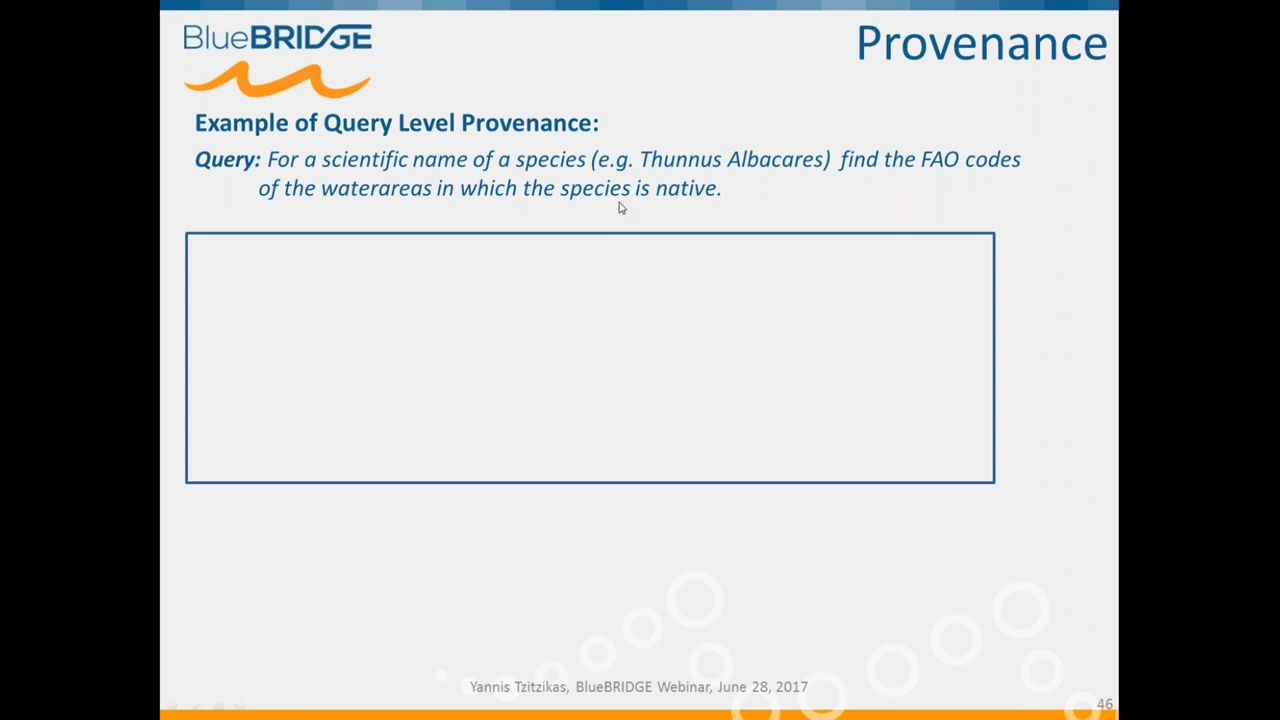 BlueBRIDGE
Provenance
Example of Query Level Provenance:
Query: For a scientific name of a species (e.g. Thunnus Albacares) find the FAO codes
of the waterareas in which the species is native.
Yannis Tzitzikas, BlueBRIDGE Webinar, June 28, 2017
46